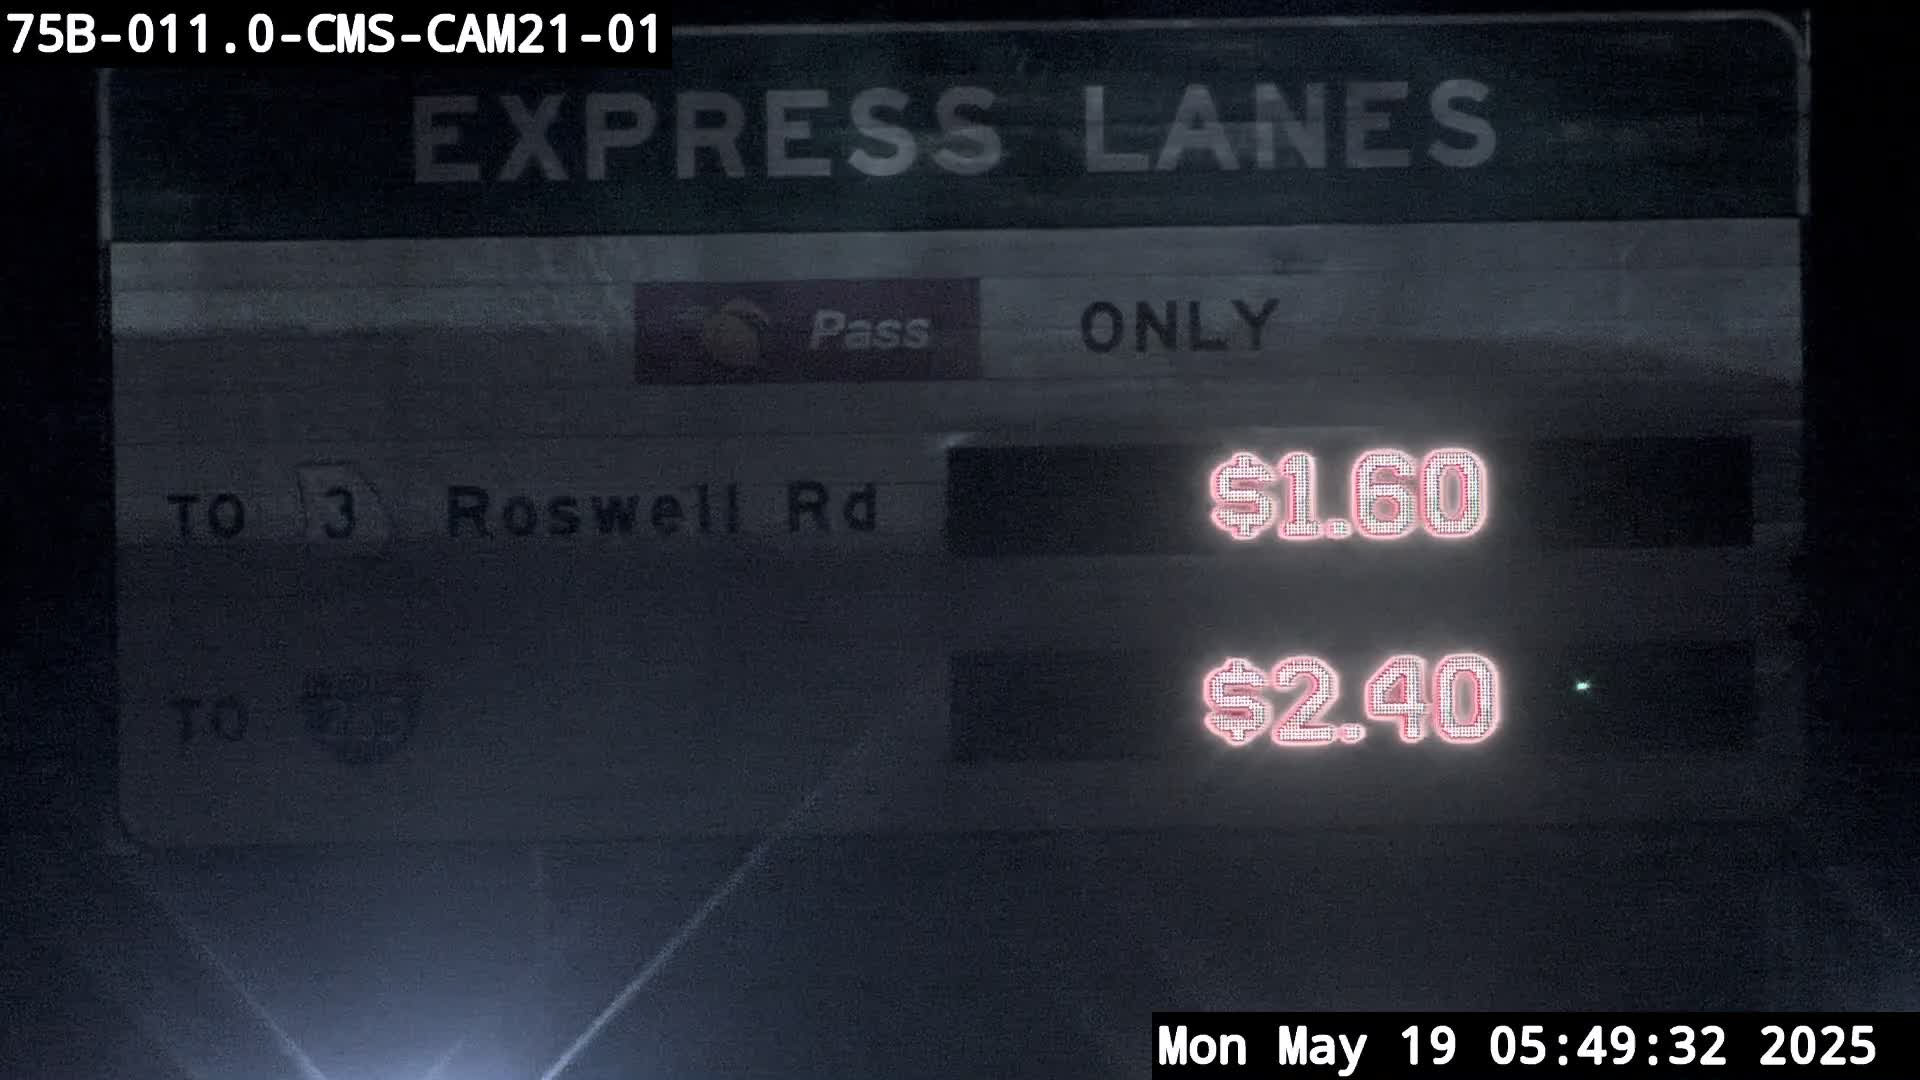 75B-011.0-CMS-CAM21-01
EXPRESS LANES
Pass ONLY
TO 3 Roswell Rd $1.60
TO $2.40
Mon May 19 05:49:32 2025